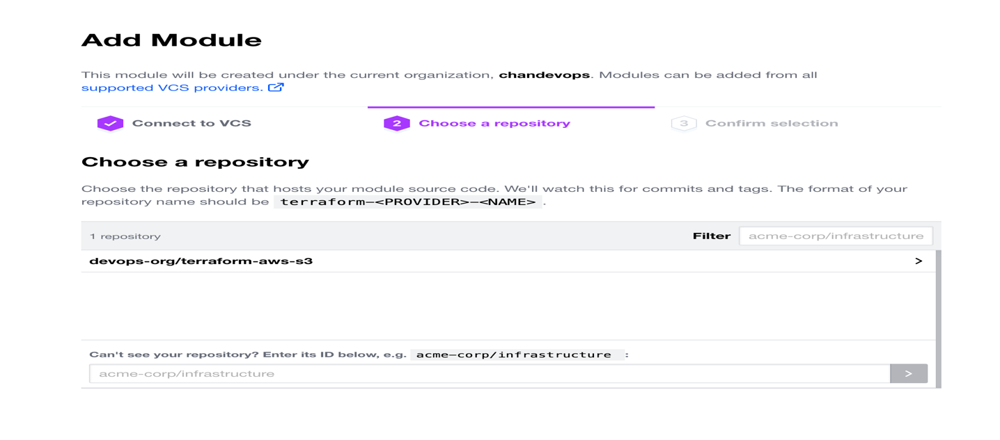 Add Module
This module will be created under the current organization, chandevops. Modules can be added from all
supported VCS providers.
Connect to VCS
2 Choose a repository
3 Confirm selection
Choose a repository
Choose the repository that hosts your module source code. We'll watch this for commits and tags. The format of your
repository name should be terraform-<PROVIDER>-<NAME> .
1 repository
Filter acme-corp/infrastructure
devops-org/terraform-aws-s3 >
Can't see your repository? Enter its ID below, e.g. acme-corp/infrastructure :
acme-corp/infrastructure >